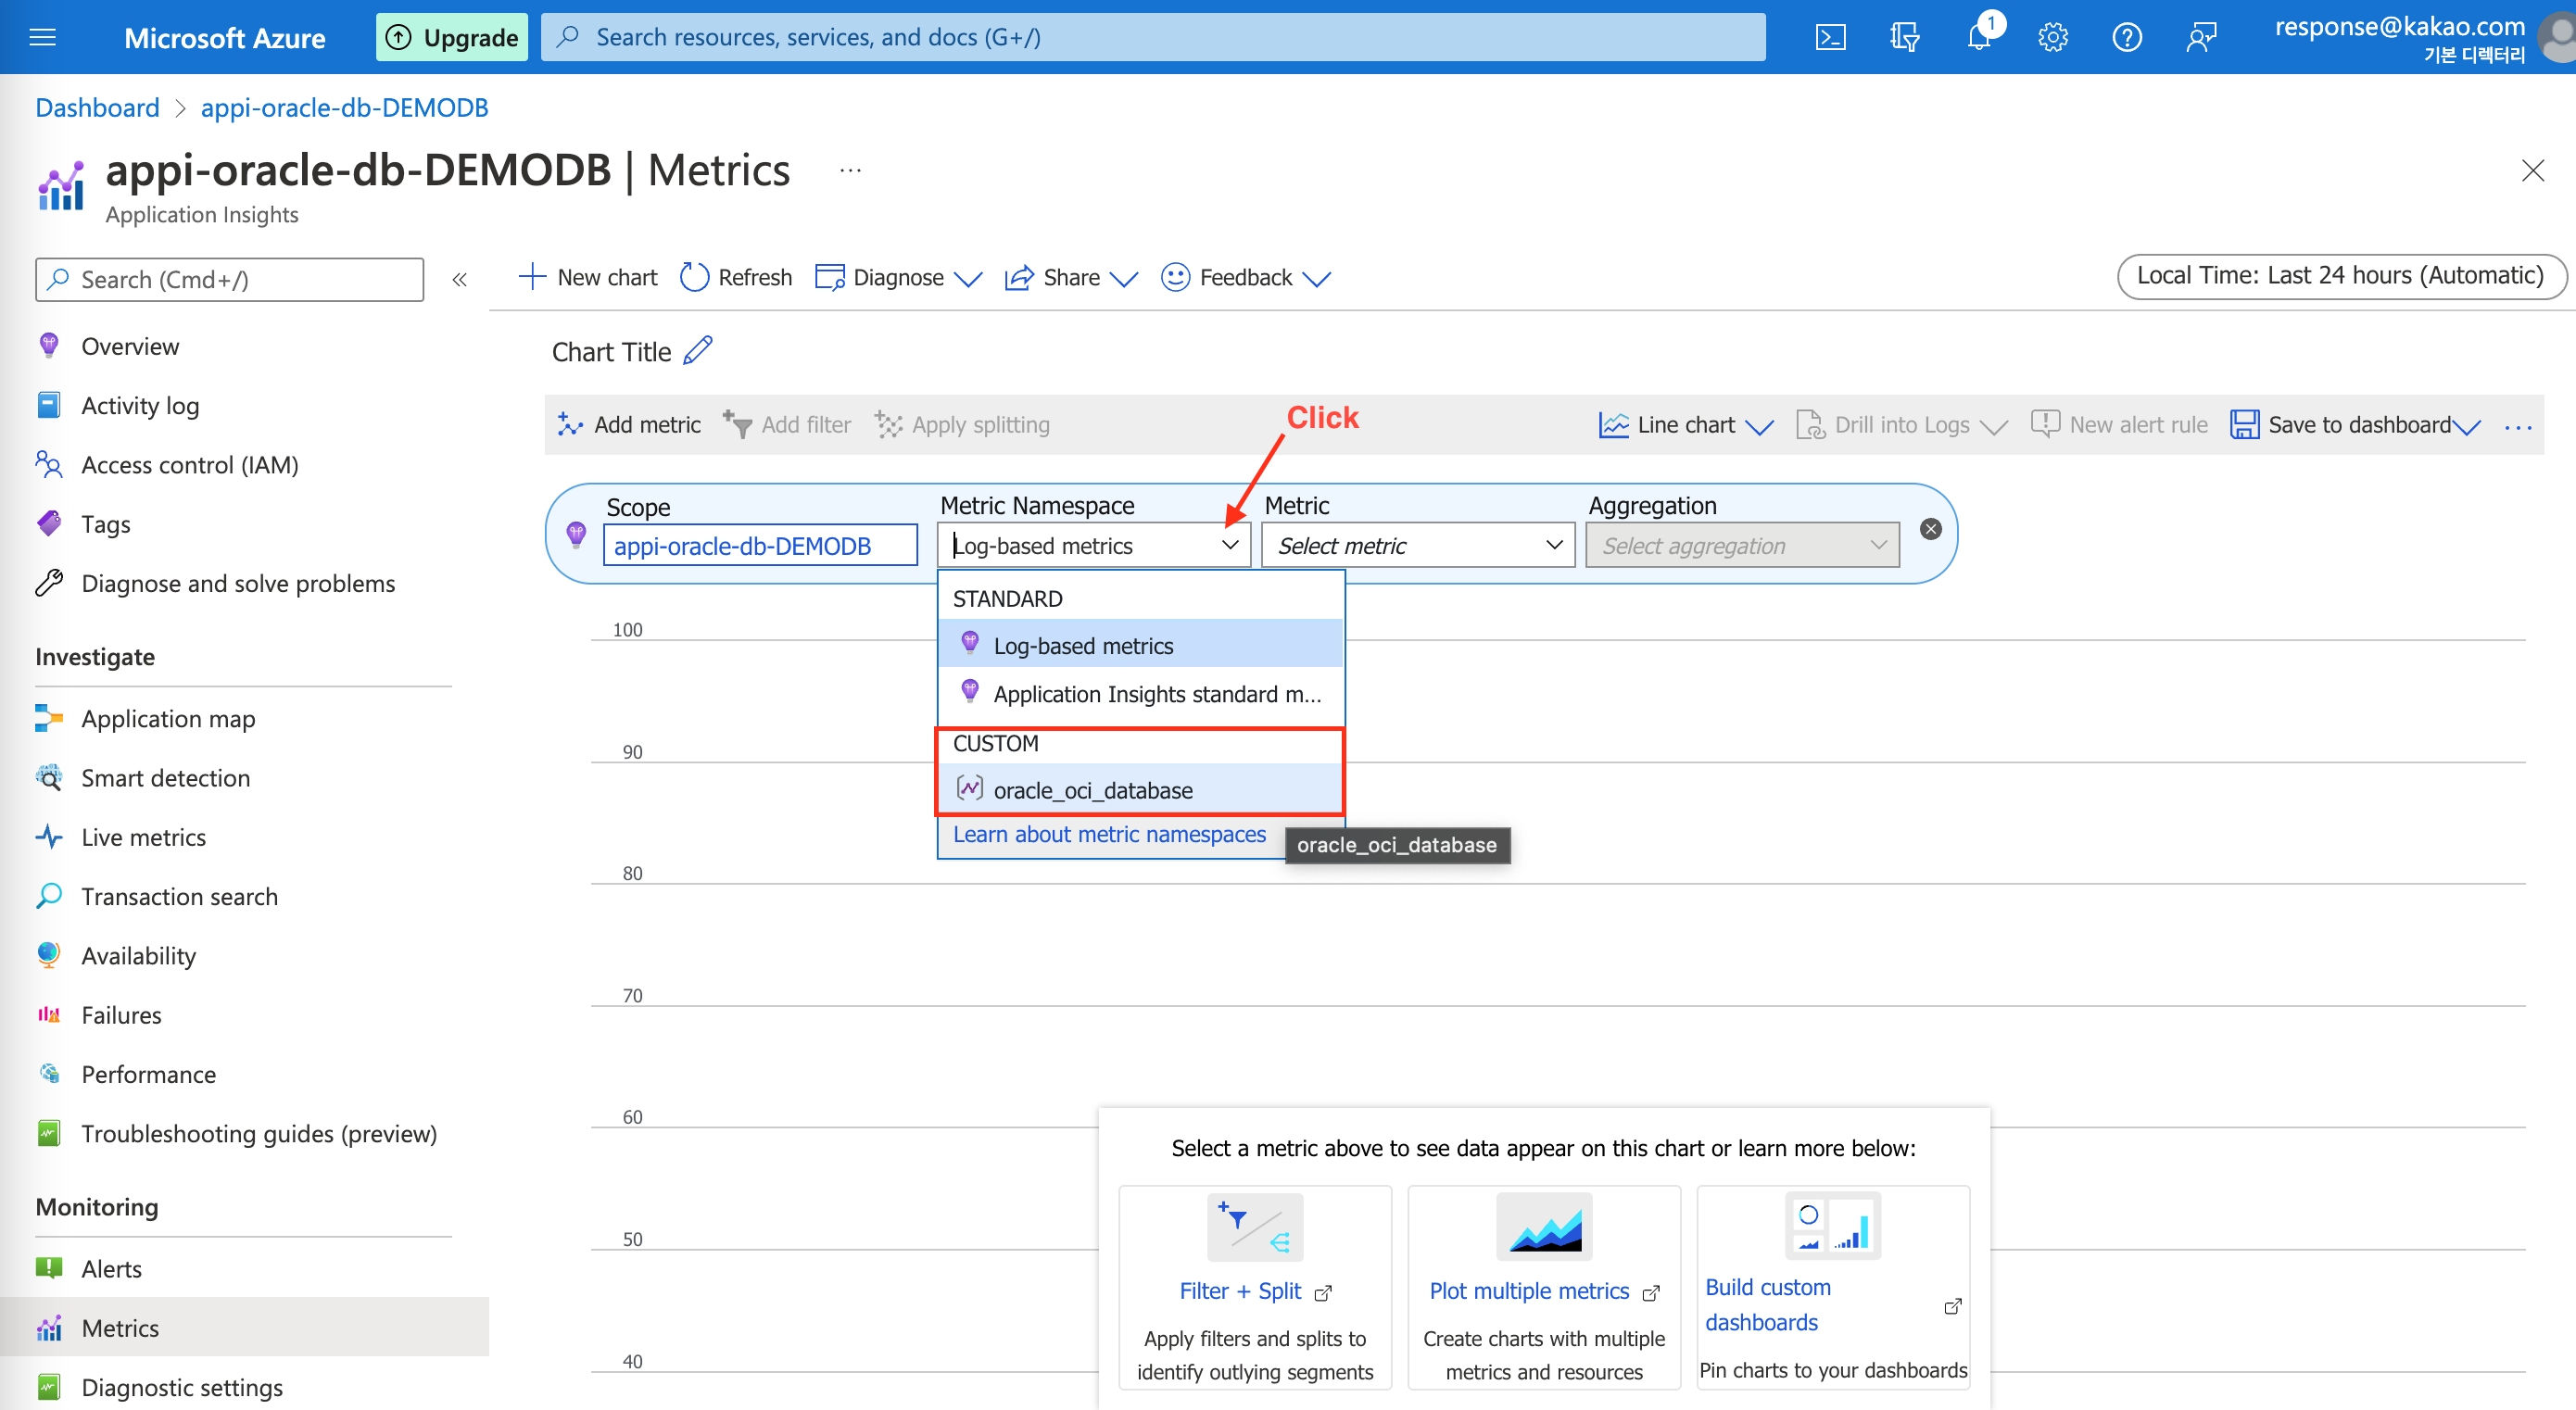 Microsoft Azure
Upgrade
Search resources, services, and docs (G+/)
1
response@kakao.com
기본 디렉터리
Dashboard > appi-oracle-db-DEMODB
appi-oracle-db-DEMODB | Metrics ...
Application Insights
Search (Cmd+/)
«
New chart
Refresh
Diagnose
Share
Feedback
Local Time: Last 24 hours (Automatic)
Overview
Activity log
Access control (IAM)
Tags
Diagnose and solve problems
Investigate
Application map
Smart detection
Live metrics
Transaction search
Availability
Failures
Performance
Troubleshooting guides (preview)
Monitoring
Alerts
Metrics
Diagnostic settings
Chart Title
Add metric
Add filter
Apply splitting
Click
Line chart
Drill into Logs
New alert rule
Save to dashboard
...
Scope
appi-oracle-db-DEMODB
Metric Namespace
Log-based metrics
Metric
Select metric
Aggregation
Select aggregation
STANDARD
Log-based metrics
Application Insights standard m...
CUSTOM
oracle_oci_database
Learn about metric namespaces
oracle_oci_database
100
90
80
70
60
50
40
Select a metric above to see data appear on this chart or learn more below:
Filter + Split
Apply filters and splits to
identify outlying segments
Plot multiple metrics
Create charts with multiple
metrics and resources
Build custom
dashboards
Pin charts to your dashboards